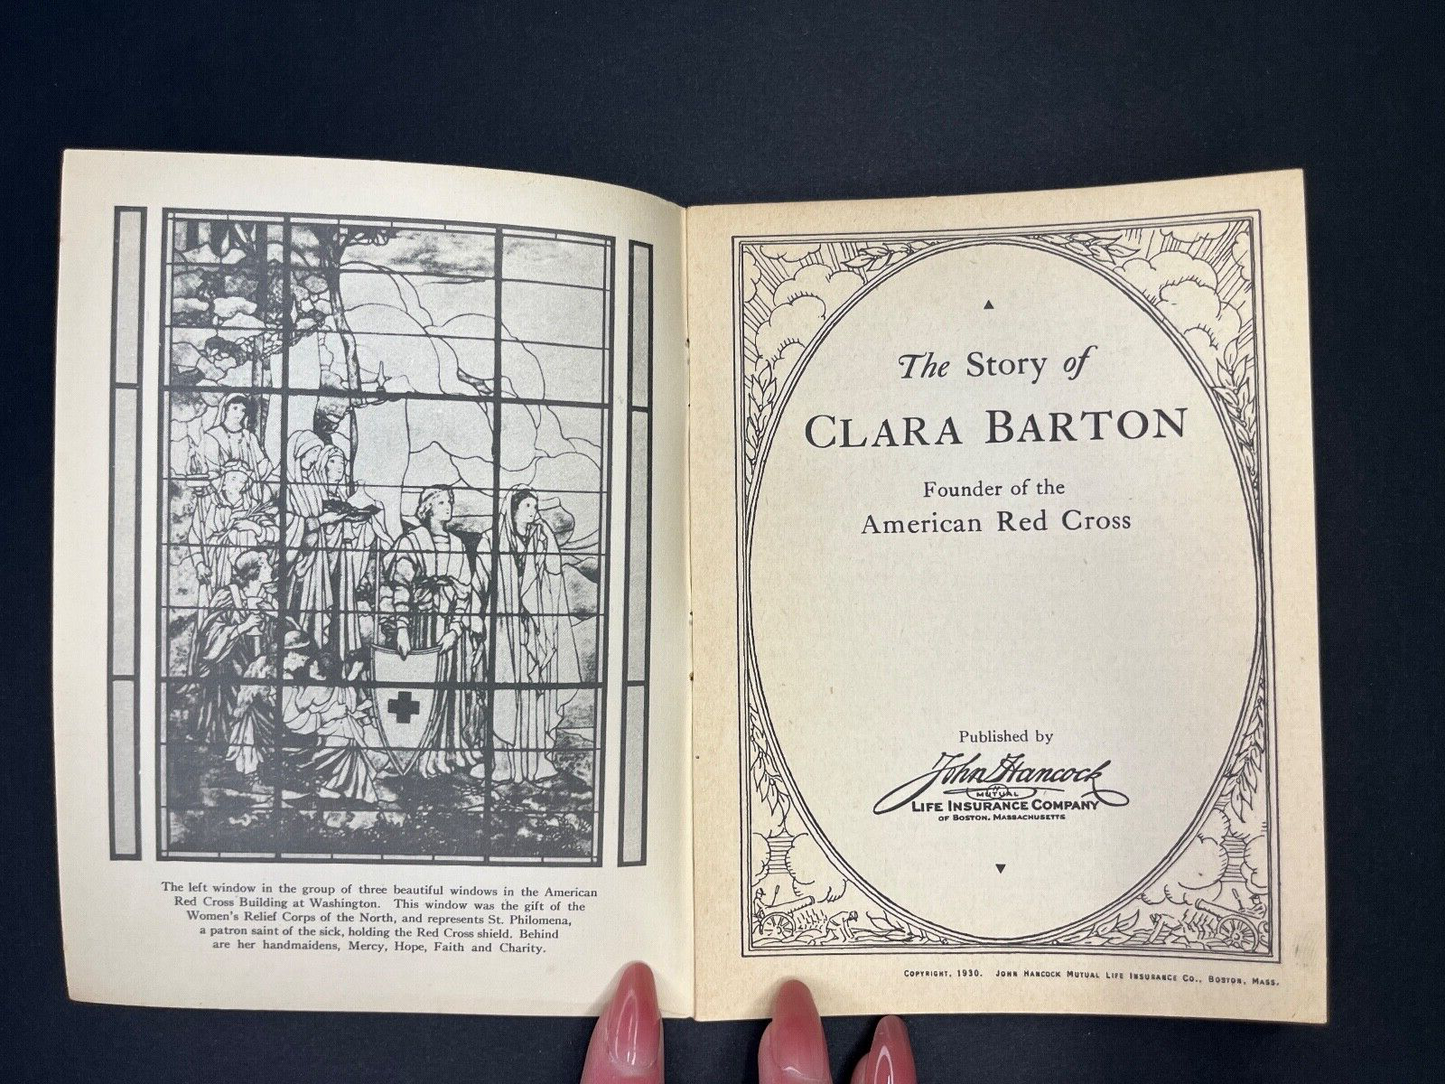 The left window in the group of three beautiful windows in the American
Red Cross Building at Washington. This window was the gift of the
Women's Relief Corps of the North, and represents St. Philomena,
a patron saint of the sick, holding the Red Cross shield. Behind
are her handmaidens, Mercy, Hope, Faith and Charity.
The Story of
CLARA BARTON
Founder of the
American Red Cross
Published by
John Hancock
MUTUAL
LIFE INSURANCE COMPANY
OF BOSTON, MASSACHUSETTS
COPYRIGHT, 1930. JOHN HANCOCK MUTUAL LIFE INSURANCE CO., BOSTON, MASS.